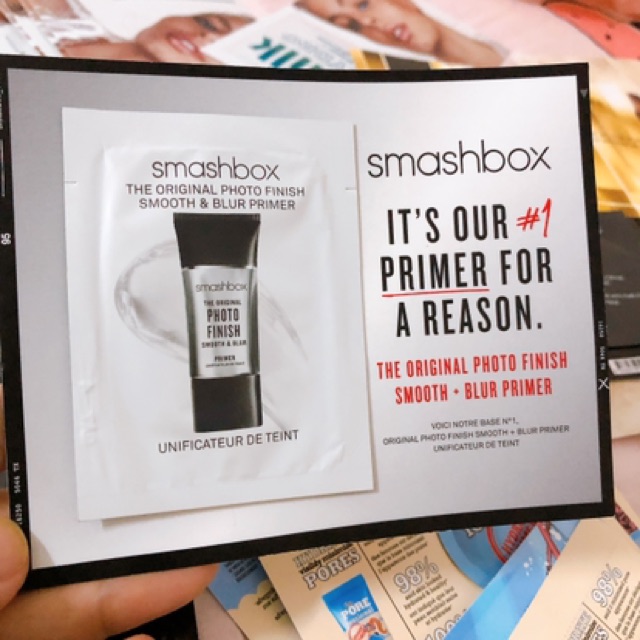 smashbox
THE ORIGINAL PHOTO FINISH
SMOOTH & BLUR PRIMER
smashbox
THE ORIGINAL
PHOTO
FINISH
SMOOTH & BLUR
PRIMER
UNIFICATEUR DE TEINT
smashbox
IT'S OUR #1
PRIMER FOR
A REASON.
THE ORIGINAL PHOTO FINISH
SMOOTH + BLUR PRIMER
VOICI NOTRE BASE N°1,
ORIGINAL PHOTO FINISH SMOOTH + BLUR PRIMER
UNIFICATEUR DE TEINT
PORES
98%
98%